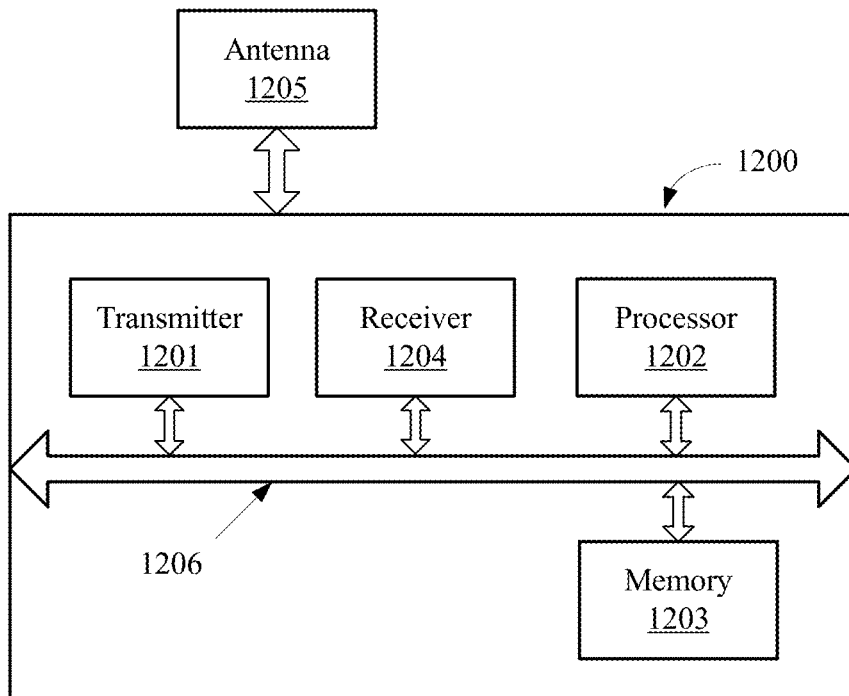 Antenna
1205
1200
Transmitter
1201
Receiver
1204
Processor
1202
1206
Memory
1203